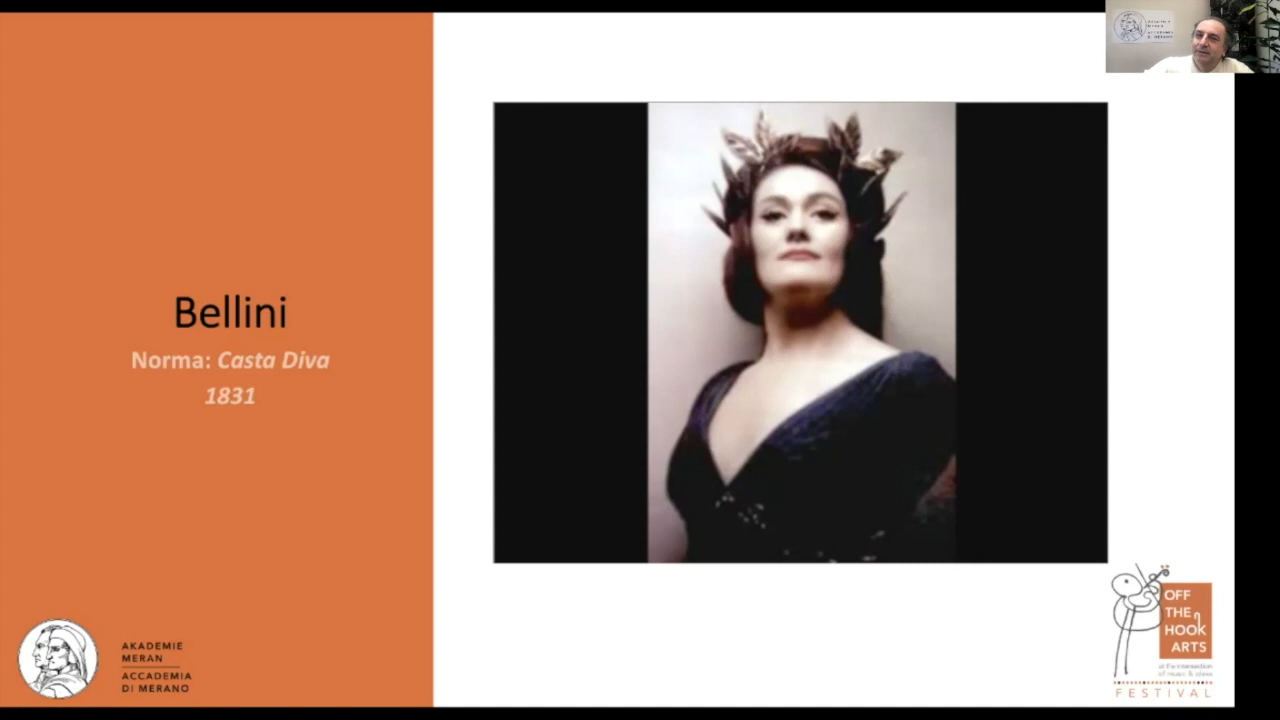 Bellini
Norma: Casta Diva
1831
AKADEMIE
MERAN
ACCADEMIA
DI MERANO
OFF
THE
HOOK
ARTS
at the intersection
of music & ideas
FESTIVAL